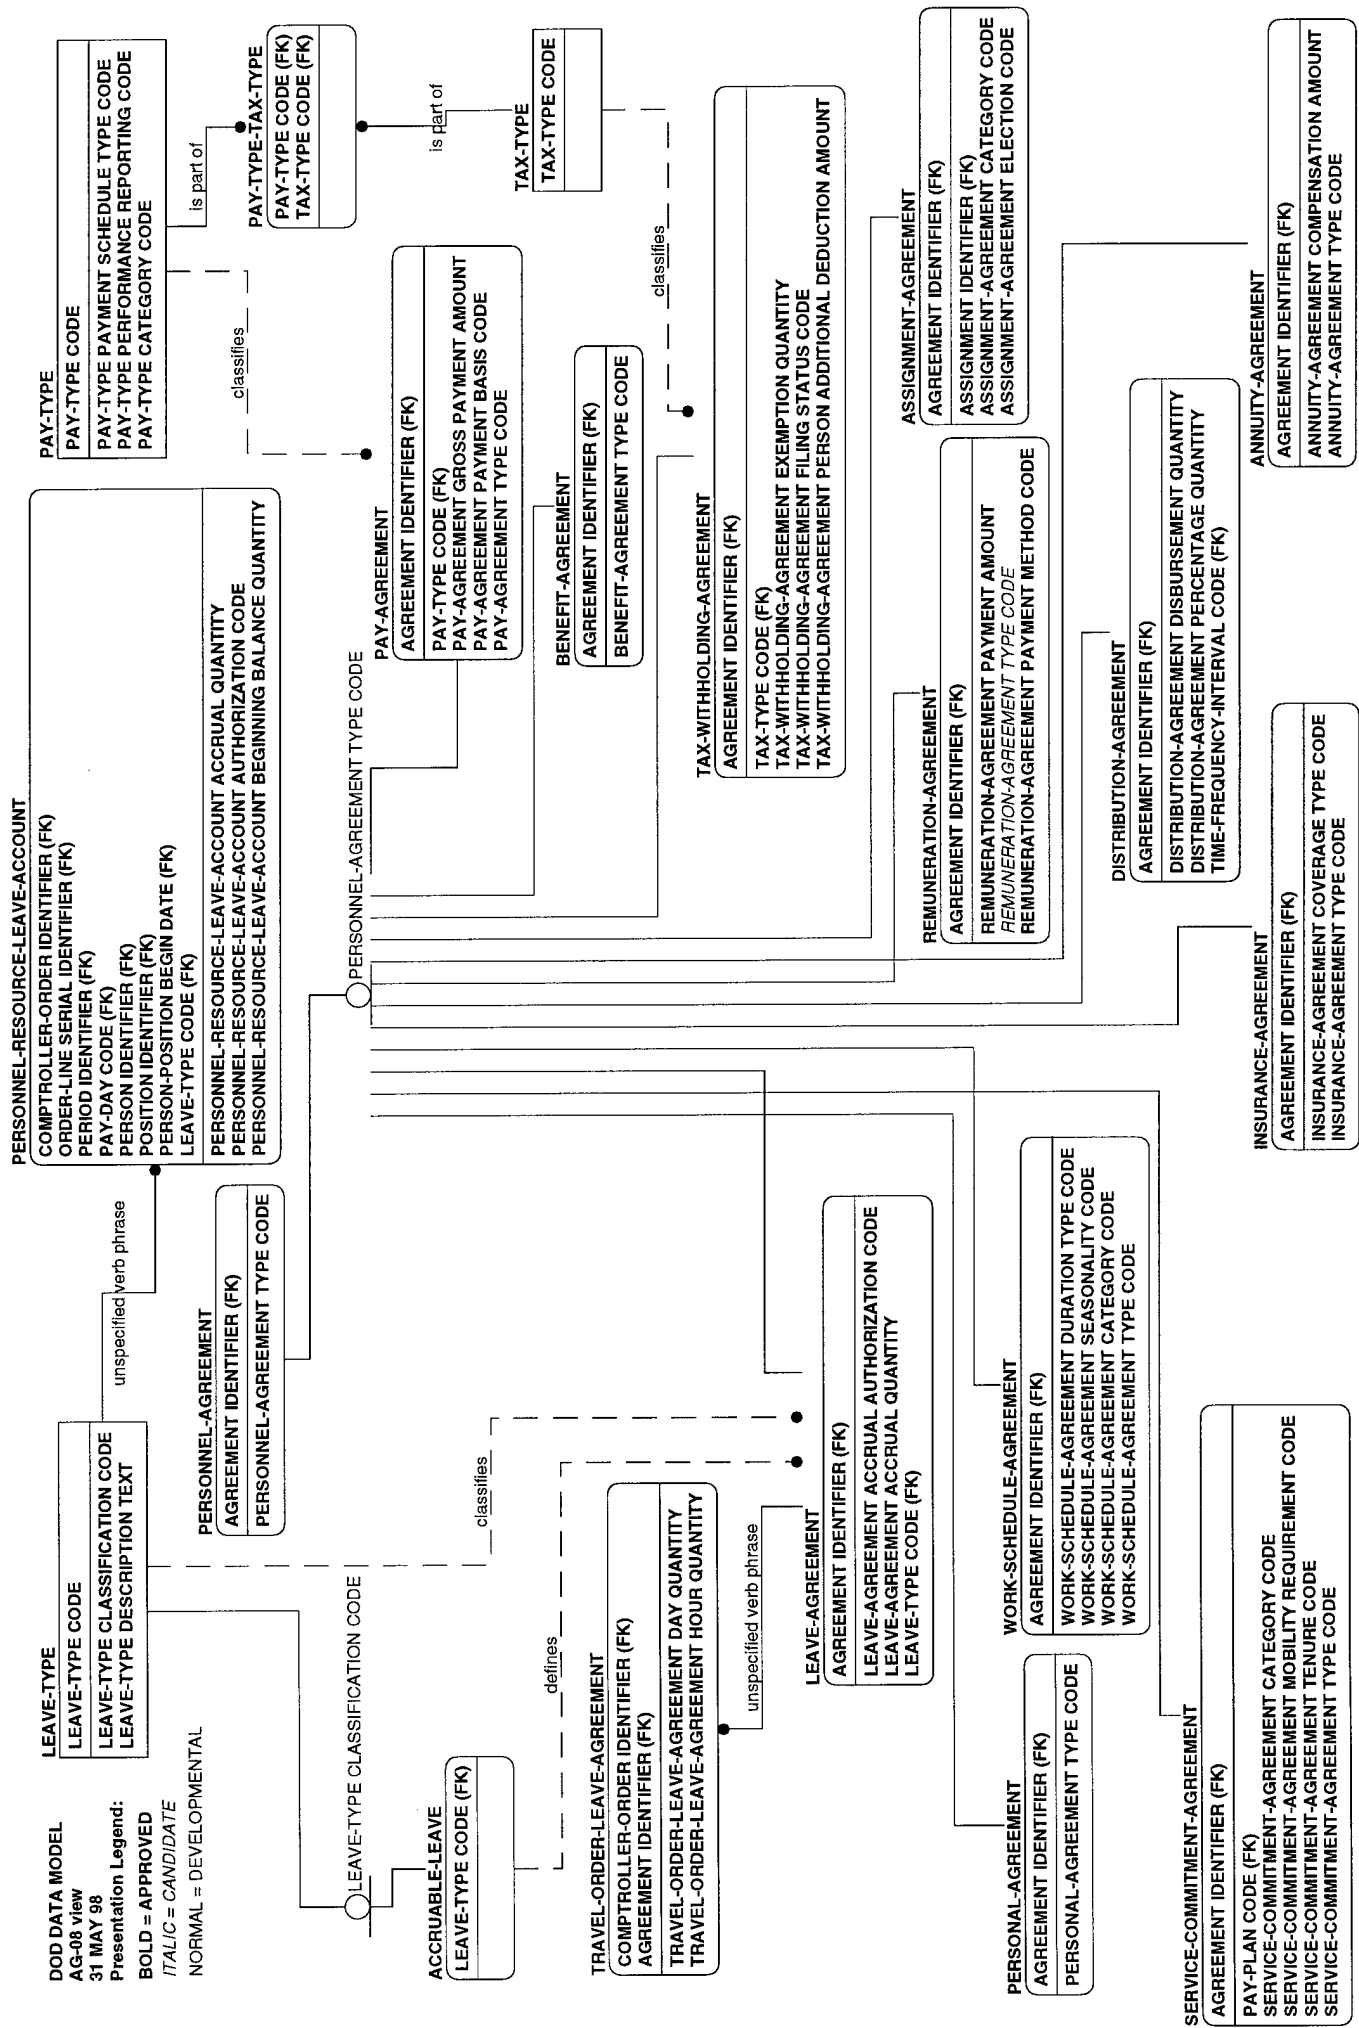 DOD DATA MODEL
AG-08 view
31 MAY 98
Presentation Legend:
BOLD = APPROVED
ITALIC = CANDIDATE
NORMAL = DEVELOPMENTAL
LEAVE-TYPE
LEAVE-TYPE CODE
LEAVE-TYPE CLASSIFICATION CODE
LEAVE-TYPE DESCRIPTION TEXT
unspecified verb phrase
PERSONNEL-RESOURCE-LEAVE-ACCOUNT
COMPTROLLER-ORDER IDENTIFIER (FK)
ORDER-LINE SERIAL IDENTIFIER (FK)
PERIOD IDENTIFIER (FK)
PAY-DAY CODE (FK)
PERSON IDENTIFIER (FK)
POSITION IDENTIFIER (FK)
PERSON-POSITION BEGIN DATE (FK)
LEAVE-TYPE CODE (FK)
PERSONNEL-RESOURCE-LEAVE-ACCOUNT ACCRUAL QUANTITY
PERSONNEL-RESOURCE-LEAVE-ACCOUNT AUTHORIZATION CODE
PERSONNEL-RESOURCE-LEAVE-ACCOUNT BEGINNING BALANCE QUANTITY
PAY-TYPE
PAY-TYPE CODE
PAY-TYPE PAYMENT SCHEDULE TYPE CODE
PAY-TYPE PERFORMANCE REPORTING CODE
PAY-TYPE CATEGORY CODE
is part of
classifies
PAY-TYPE-TAX-TYPE
PAY-TYPE CODE (FK)
TAX-TYPE CODE (FK)
is part of
TAX-TYPE
TAX-TYPE CODE
classifies
PERSONNEL-AGREEMENT
AGREEMENT IDENTIFIER (FK)
PERSONNEL-AGREEMENT TYPE CODE
PERSONNEL-AGREEMENT TYPE CODE
LEAVE-TYPE CLASSIFICATION CODE
ACCRUABLE-LEAVE
LEAVE-TYPE CODE (FK)
classifies
defines
PAY-AGREEMENT
AGREEMENT IDENTIFIER (FK)
PAY-TYPE CODE (FK)
PAY-AGREEMENT GROSS PAYMENT AMOUNT
PAY-AGREEMENT PAYMENT BASIS CODE
PAY-AGREEMENT TYPE CODE
BENEFIT-AGREEMENT
AGREEMENT IDENTIFIER (FK)
BENEFIT-AGREEMENT TYPE CODE
TRAVEL-ORDER-LEAVE-AGREEMENT
COMPTROLLER-ORDER IDENTIFIER (FK)
AGREEMENT IDENTIFIER (FK)
TRAVEL-ORDER-LEAVE-AGREEMENT DAY QUANTITY
TRAVEL-ORDER-LEAVE-AGREEMENT HOUR QUANTITY
unspecified verb phrase
TAX-WITHHOLDING-AGREEMENT
AGREEMENT IDENTIFIER (FK)
TAX-TYPE CODE (FK)
TAX-WITHHOLDING-AGREEMENT EXEMPTION QUANTITY
TAX-WITHHOLDING-AGREEMENT FILING STATUS CODE
TAX-WITHHOLDING-AGREEMENT PERSON ADDITIONAL DEDUCTION AMOUNT
LEAVE-AGREEMENT
AGREEMENT IDENTIFIER (FK)
LEAVE-AGREEMENT ACCRUAL AUTHORIZATION CODE
LEAVE-AGREEMENT ACCRUAL QUANTITY
LEAVE-TYPE CODE (FK)
REMUNERATION-AGREEMENT
AGREEMENT IDENTIFIER (FK)
REMUNERATION-AGREEMENT PAYMENT AMOUNT
REMUNERATION-AGREEMENT TYPE CODE
REMUNERATION-AGREEMENT PAYMENT METHOD CODE
ASSIGNMENT-AGREEMENT
AGREEMENT IDENTIFIER (FK)
ASSIGNMENT IDENTIFIER (FK)
ASSIGNMENT-AGREEMENT CATEGORY CODE
ASSIGNMENT-AGREEMENT ELECTION CODE
PERSONAL-AGREEMENT
AGREEMENT IDENTIFIER (FK)
PERSONAL-AGREEMENT TYPE CODE
WORK-SCHEDULE-AGREEMENT
AGREEMENT IDENTIFIER (FK)
WORK-SCHEDULE-AGREEMENT DURATION TYPE CODE
WORK-SCHEDULE-AGREEMENT SEASONALITY CODE
WORK-SCHEDULE-AGREEMENT CATEGORY CODE
WORK-SCHEDULE-AGREEMENT TYPE CODE
DISTRIBUTION-AGREEMENT
AGREEMENT IDENTIFIER (FK)
DISTRIBUTION-AGREEMENT DISBURSEMENT QUANTITY
DISTRIBUTION-AGREEMENT PERCENTAGE QUANTITY
TIME-FREQUENCY-INTERVAL CODE (FK)
SERVICE-COMMITMENT-AGREEMENT
AGREEMENT IDENTIFIER (FK)
PAY-PLAN CODE (FK)
SERVICE-COMMITMENT-AGREEMENT CATEGORY CODE
SERVICE-COMMITMENT-AGREEMENT MOBILITY REQUIREMENT CODE
SERVICE-COMMITMENT-AGREEMENT TENURE CODE
SERVICE-COMMITMENT-AGREEMENT TYPE CODE
INSURANCE-AGREEMENT
AGREEMENT IDENTIFIER (FK)
INSURANCE-AGREEMENT COVERAGE TYPE CODE
INSURANCE-AGREEMENT TYPE CODE
ANNUITY-AGREEMENT
AGREEMENT IDENTIFIER (FK)
ANNUITY-AGREEMENT COMPENSATION AMOUNT
ANNUITY-AGREEMENT TYPE CODE